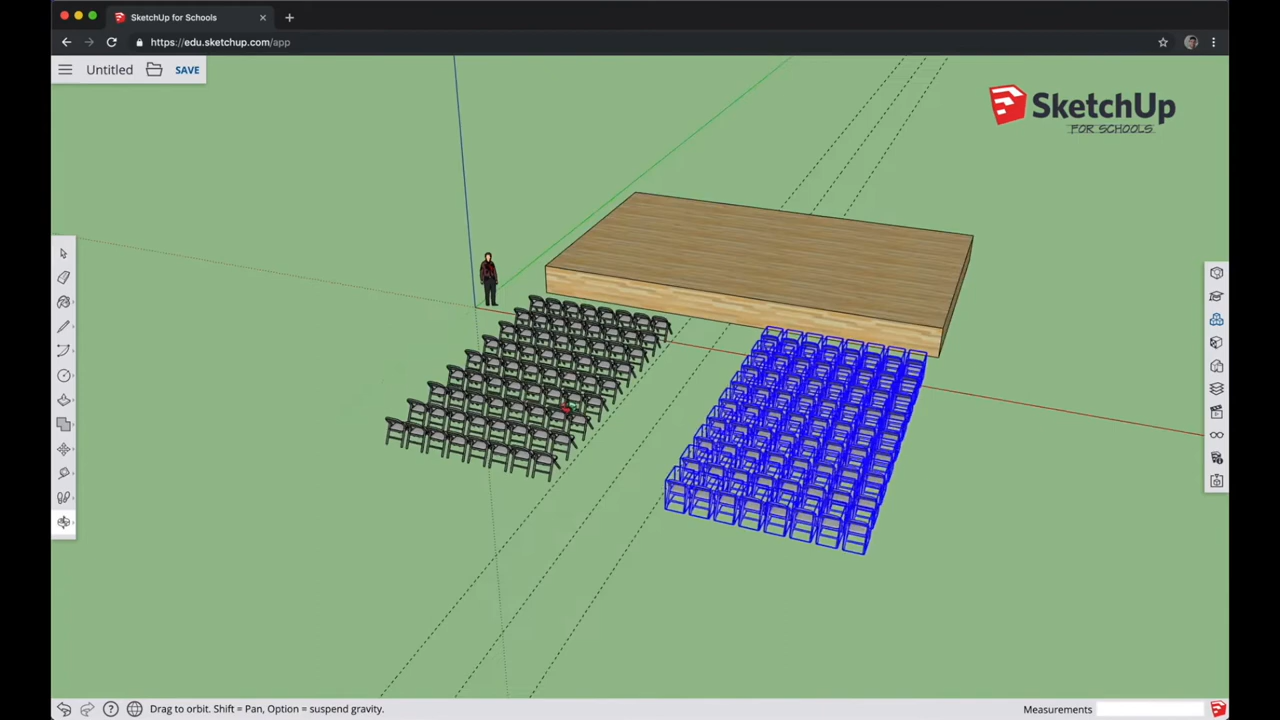 SketchUp for Schools
https://edu.sketchup.com/app
Untitled
SAVE
SketchUp
FOR SCHOOLS
Drag to orbit. Shift = Pan, Option = suspend gravity.
Measurements